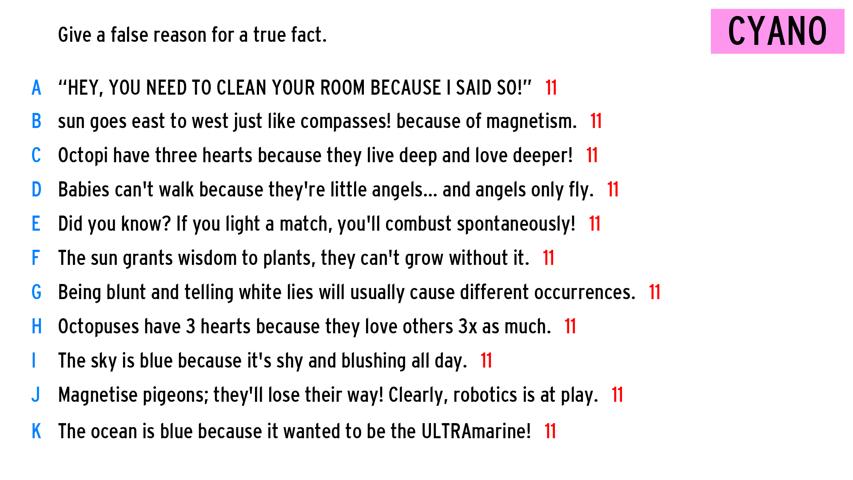 Give a false reason for a true fact.
CYANO
A “HEY, YOU NEED TO CLEAN YOUR ROOM BECAUSE I SAID SO!” 11
B sun goes east to west just like compasses! because of magnetism. 11
C Octopi have three hearts because they live deep and love deeper! 11
D Babies can't walk because they're little angels... and angels only fly. 11
E Did you know? If you light a match, you'll combust spontaneously! 11
F The sun grants wisdom to plants, they can't grow without it. 11
G Being blunt and telling white lies will usually cause different occurrences. 11
H Octopuses have 3 hearts because they love others 3x as much. 11
I The sky is blue because it's shy and blushing all day. 11
J Magnetise pigeons; they'll lose their way! Clearly, robotics is at play. 11
K The ocean is blue because it wanted to be the ULTRAmarine! 11